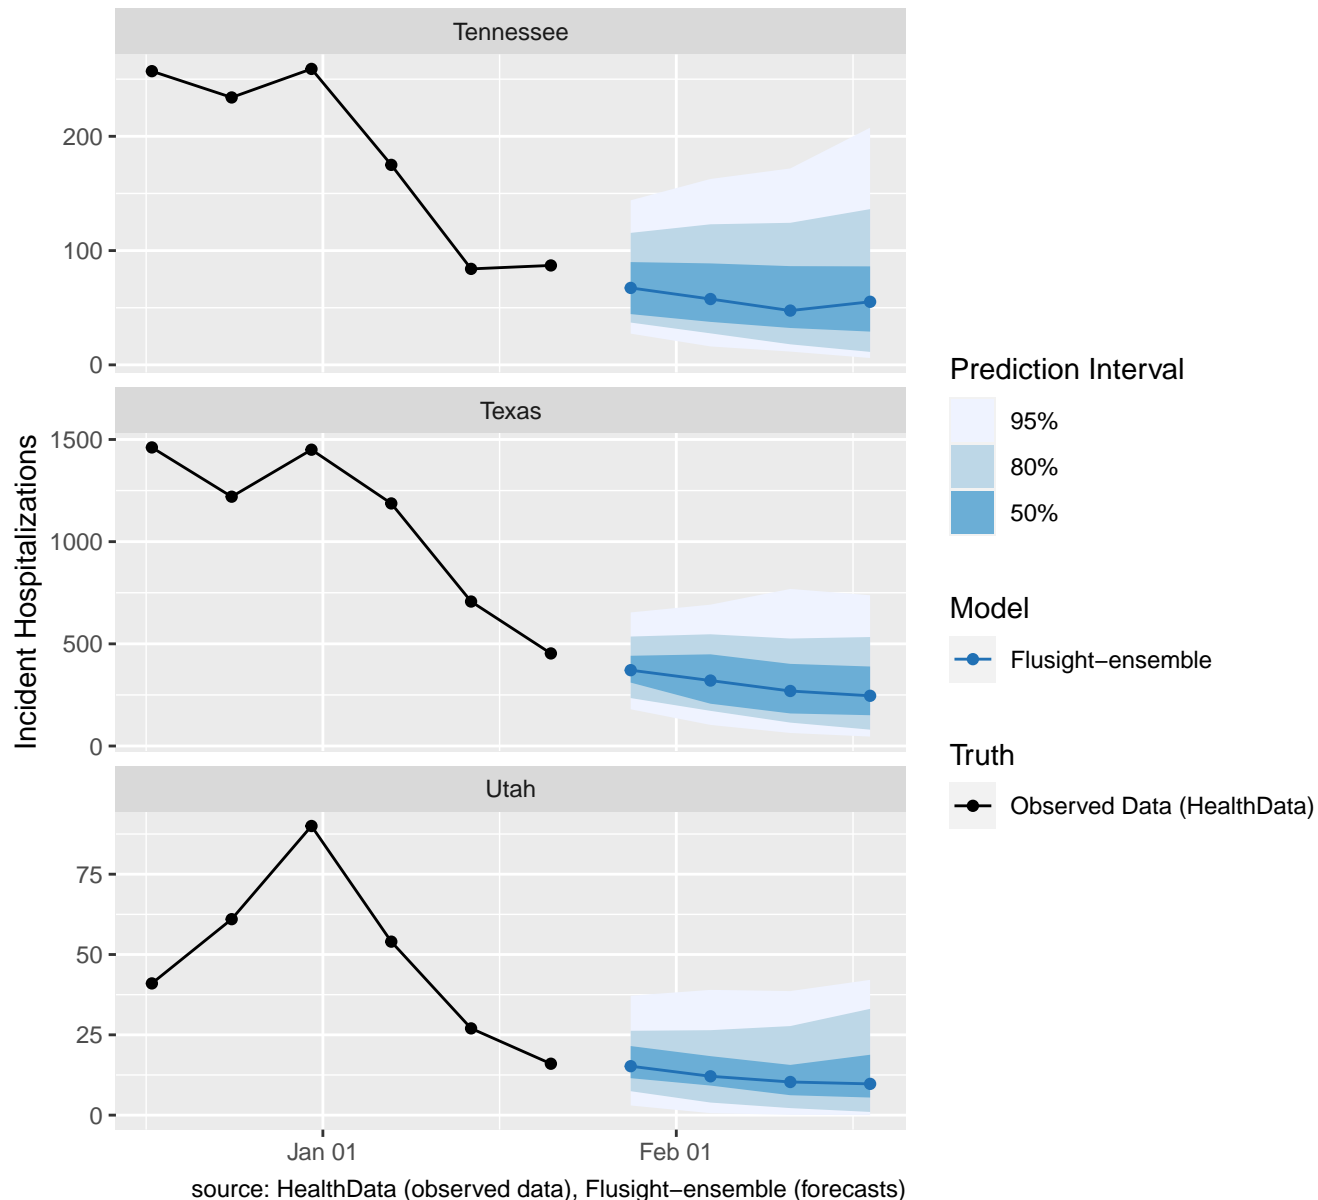 Tennessee
200
100
0
Texas
1500
1000
500
0
Utah
75
50
25
0
Jan 01
Feb 01
Incident Hospitalizations
source: HealthData (observed data), Flusight−ensemble (forecasts)
Prediction Interval
95%
80%
50%
Model
Flusight−ensemble
Truth
Observed Data (HealthData)